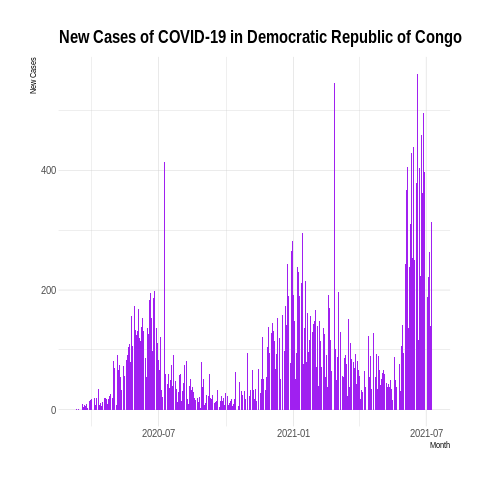 New Cases of COVID-19 in Democratic Republic of Congo
New Cases
400
200
0
2020-07
2021-01
2021-07
Month